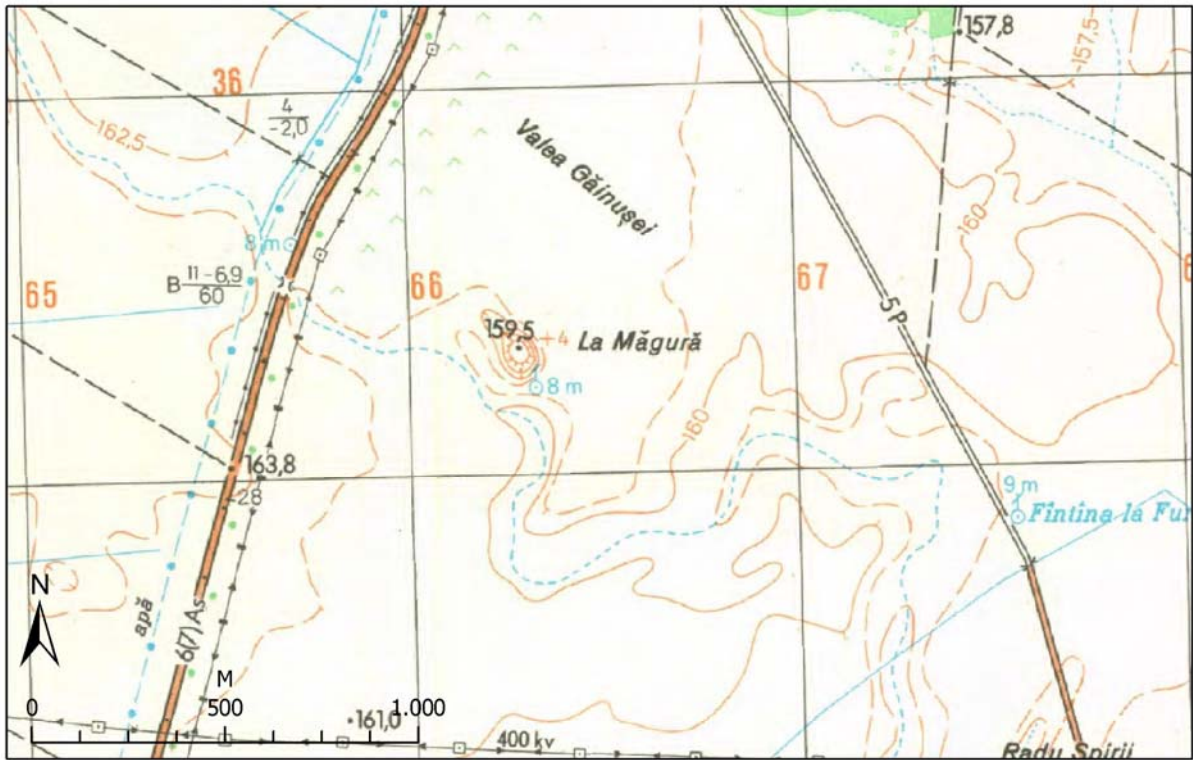 157,8
157,5
36
4
-2,0
162,5
Valea Găinușei
160
8 m
B 11-6,9
60
65
66
67
5 P
159,5
+4
La Măgură
8 m
160
163,8
28
9 m
Fîntîna la Fur
N
apă
6(7) As
M
0 500 1.000
161,0
400 kv
Radu Spirii